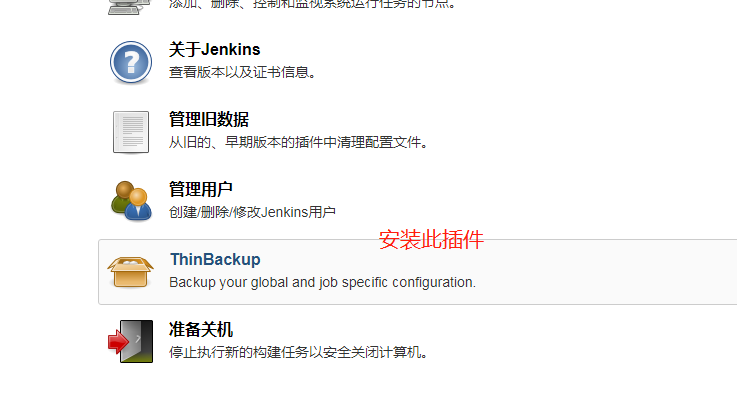 添加、删除、控制和监视系统运行任务的节点。
关于Jenkins
查看版本以及证书信息。
管理旧数据
从旧的、早期版本的插件中清理配置文件。
管理用户
创建/删除/修改Jenkins用户
安装此插件
ThinBackup
Backup your global and job specific configuration.
准备关机
停止执行新的构建任务以安全关闭计算机。